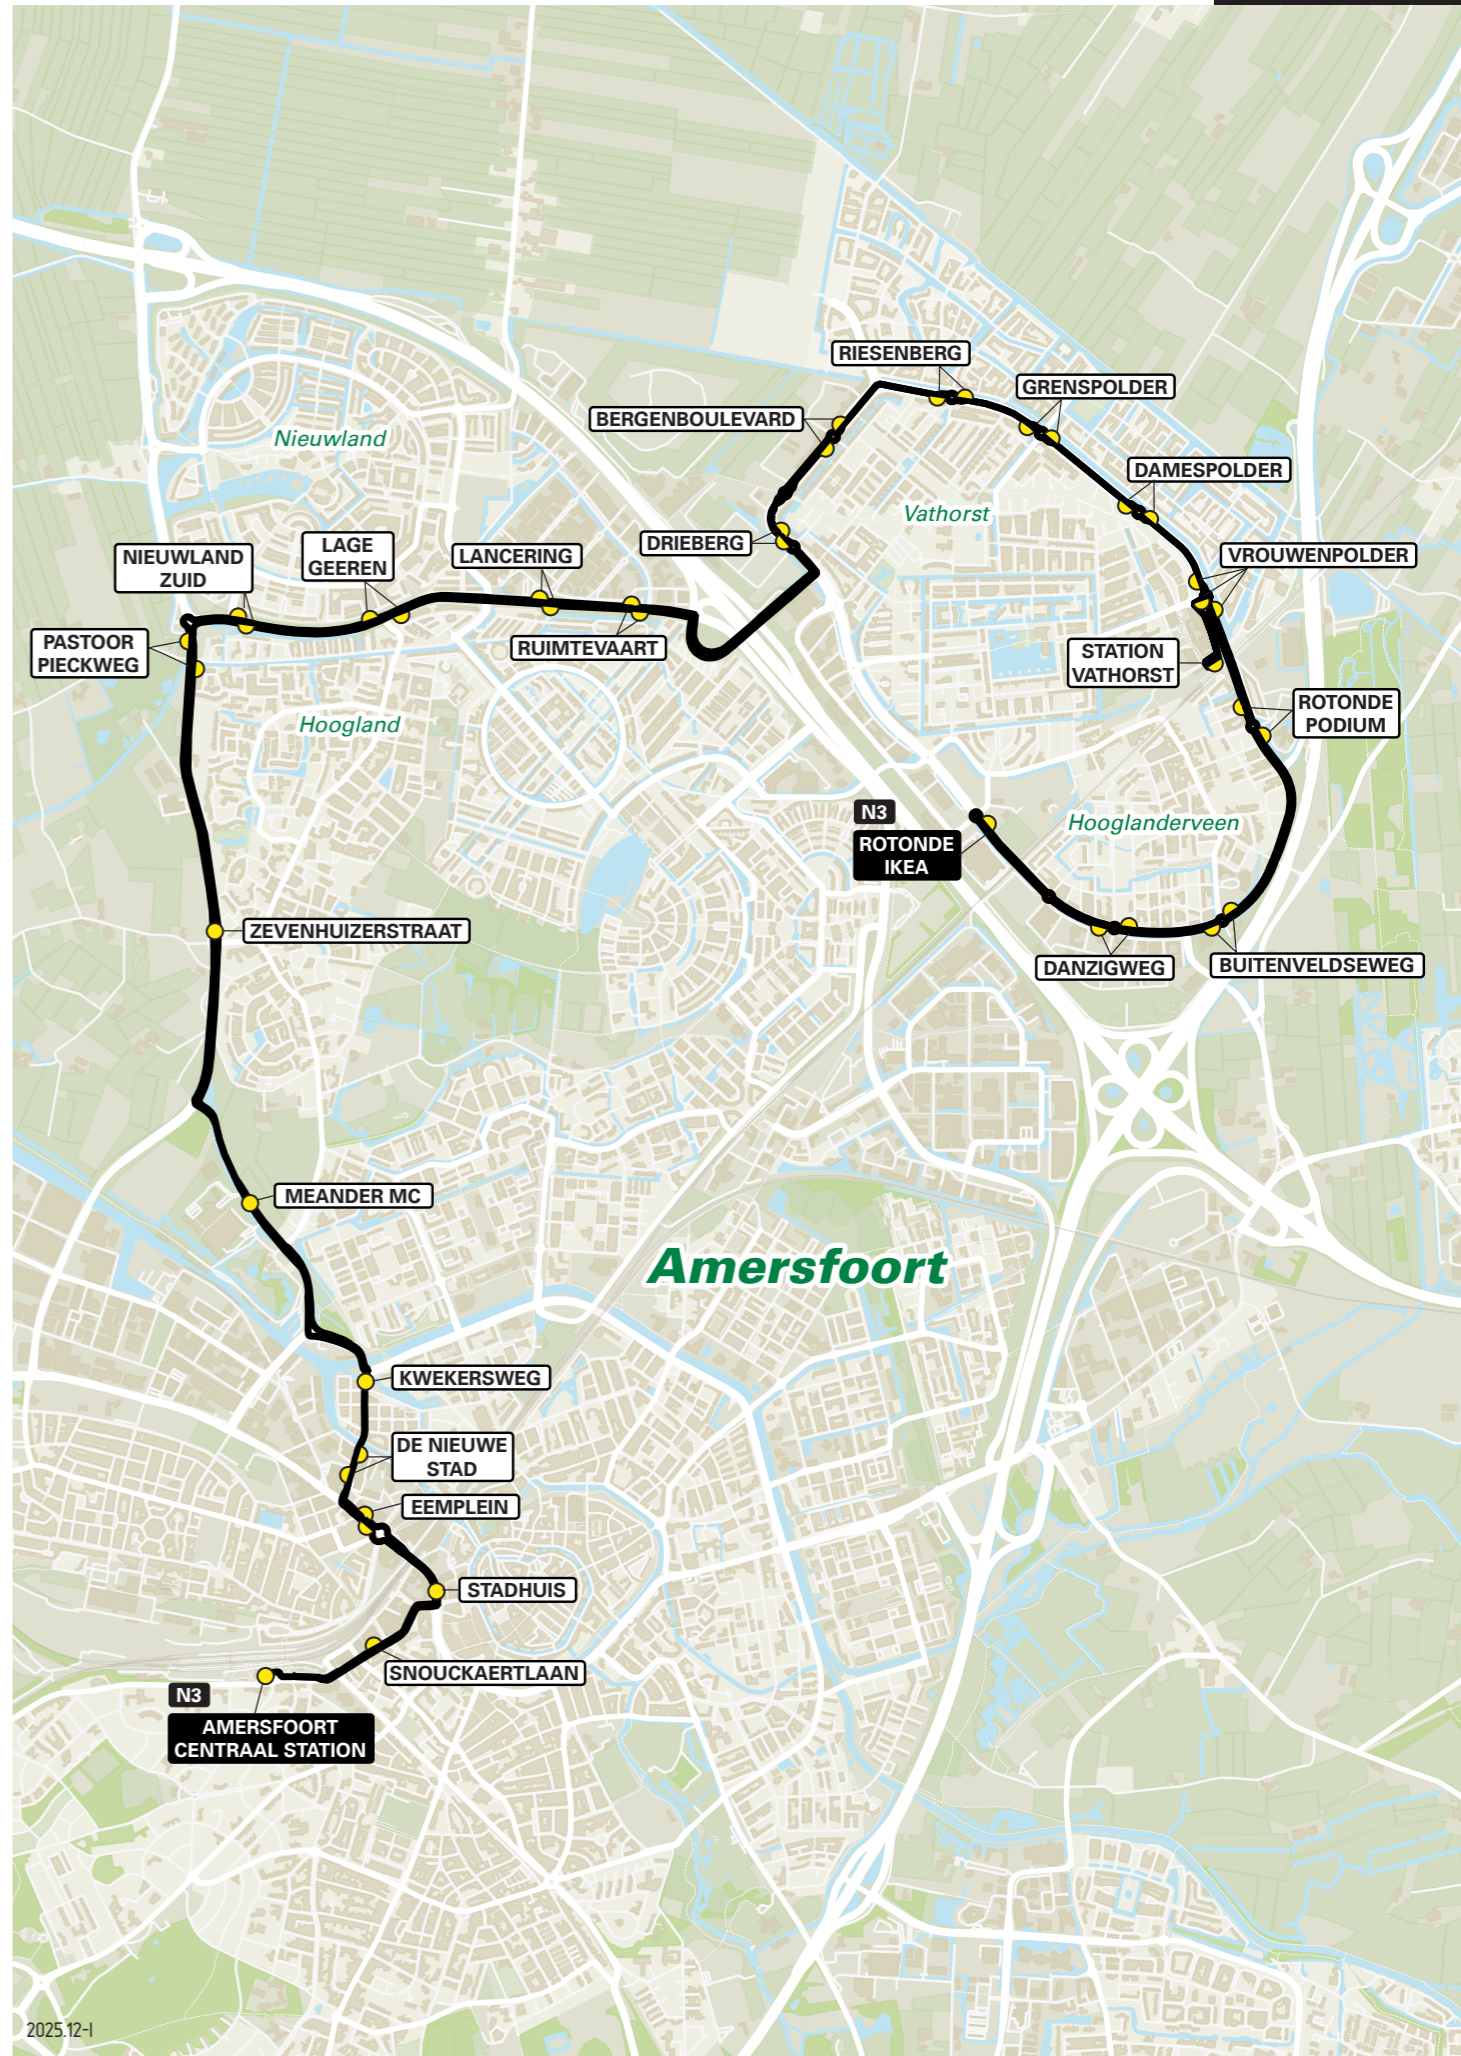 RIESENBERG
GRENSPOLDER
BERGENBOULEVARD
Nieuwland
DAMESPOLDER
Vathorst
LAGE
GEEREN
DRIEBERG
NIEUWLAND
ZUID
LANCERING
VROUWENPOLDER
PASTOOR
PIECKWEG
RUIMTEVAART
STATION
VATHORST
Hoogland
ROTONDE
PODIUM
N3
Hooglanderveen
ROTONDE
IKEA
ZEVENHUIZERSTRAAT
DANZIGWEG
BUITENVELDSEWEG
MEANDER MC
Amersfoort
KWEKERSWEG
DE NIEUWE
STAD
EEMPLEIN
STADHUIS
SNOUCKAERTLAAN
N3
AMERSFOORT
CENTRAAL STATION
2025.12-I